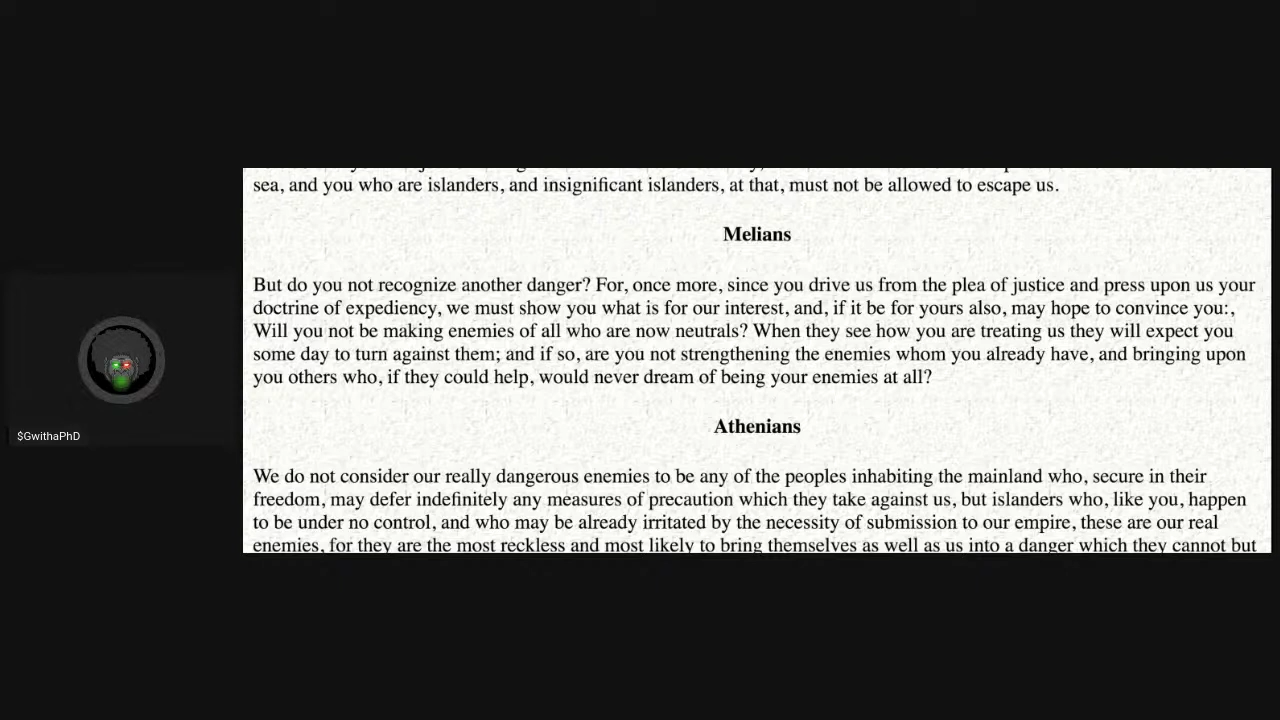 sea, and you who are islanders, and insignificant islanders, at that, must not be allowed to escape us.
Melians
But do you not recognize another danger? For, once more, since you drive us from the plea of justice and press upon us your
doctrine of expediency, we must show you what is for our interest, and, if it be for yours also, may hope to convince you:,
Will you not be making enemies of all who are now neutrals? When they see how you are treating us they will expect you
some day to turn against them; and if so, are you not strengthening the enemies whom you already have, and bringing upon
you others who, if they could help, would never dream of being your enemies at all?
Athenians
We do not consider our really dangerous enemies to be any of the peoples inhabiting the mainland who, secure in their
freedom, may defer indefinitely any measures of precaution which they take against us, but islanders who, like you, happen
to be under no control, and who may be already irritated by the necessity of submission to our empire, these are our real
enemies, for they are the most reckless and most likely to bring themselves as well as us into a danger which they cannot but
$GwithaPhD